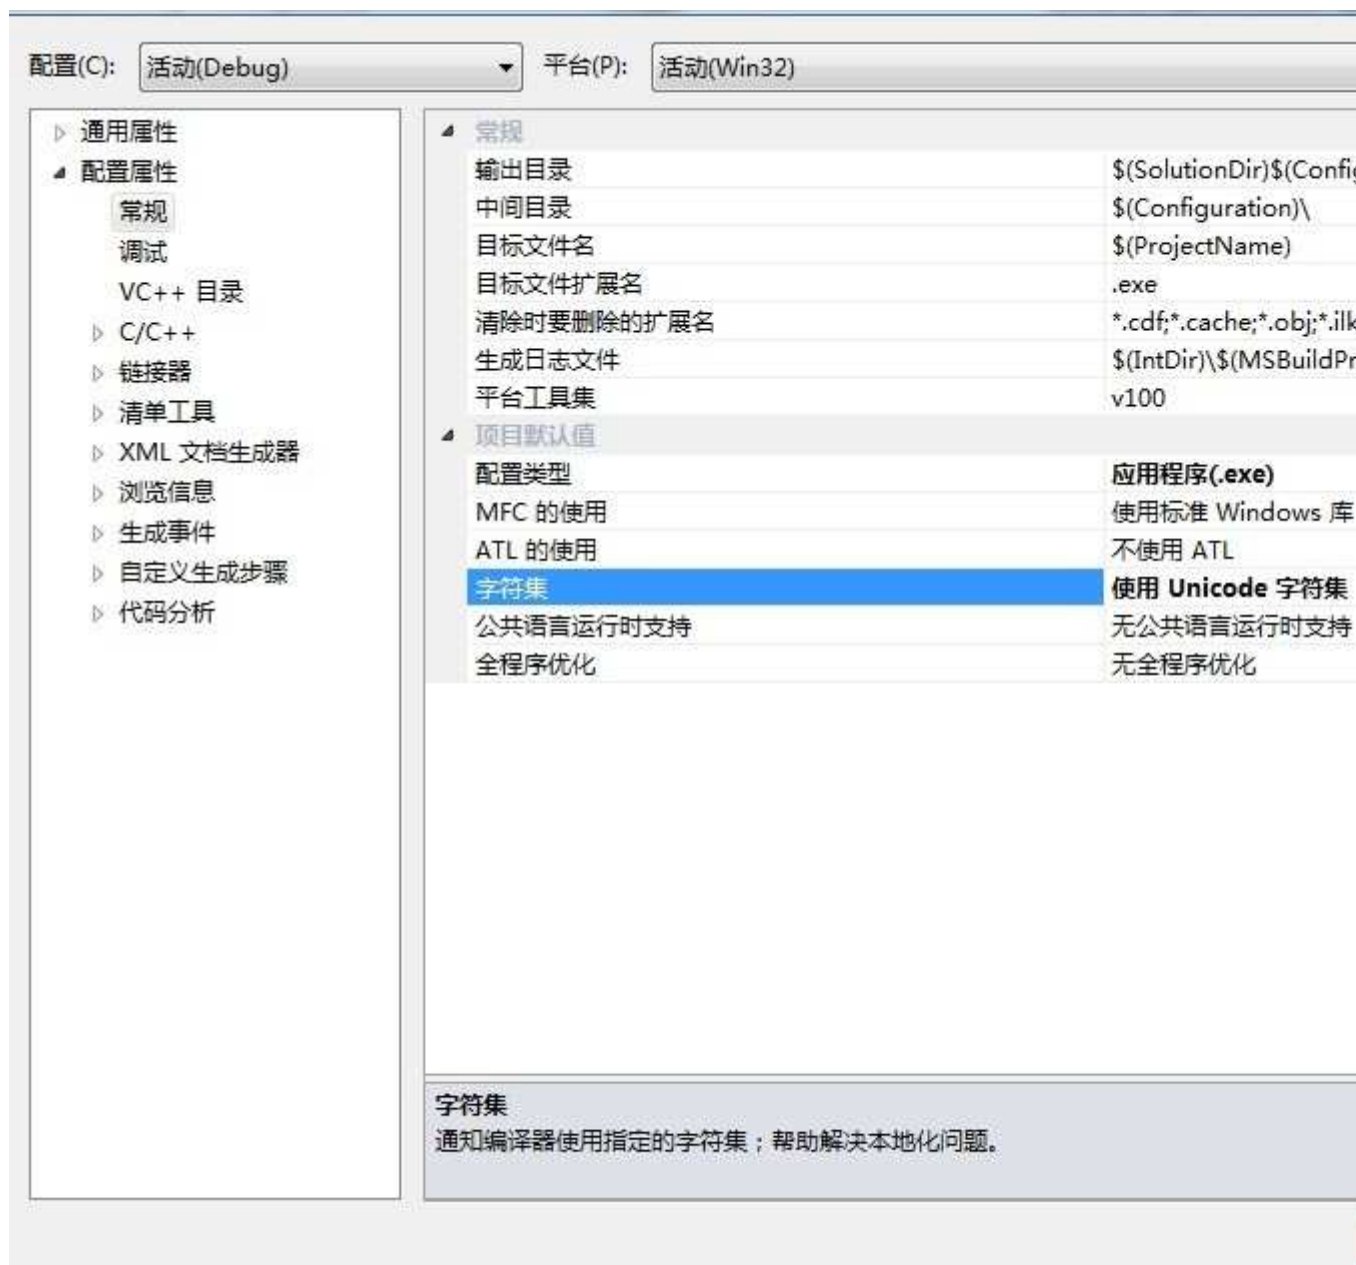 配置(C): 活动(Debug) 平台(P): 活动(Win32)
通用属性
配置属性
常规
调试
VC++ 目录
C/C++
链接器
清单工具
XML 文档生成器
浏览信息
生成事件
自定义生成步骤
代码分析
常规
输出目录 $(SolutionDir)$(Config
中间目录 $(Configuration)\
目标文件名 $(ProjectName)
目标文件扩展名 .exe
清除时要删除的扩展名 *.cdf;*.cache;*.obj;*.ilk
生成日志文件 $(IntDir)\$(MSBuildPr
平台工具集 v100
项目默认值
配置类型 应用程序(.exe)
MFC 的使用 使用标准 Windows 库
ATL 的使用 不使用 ATL
字符集 使用 Unicode 字符集
公共语言运行时支持 无公共语言运行时支持
全程序优化 无全程序优化
字符集
通知编译器使用指定的字符集；帮助解决本地化问题。